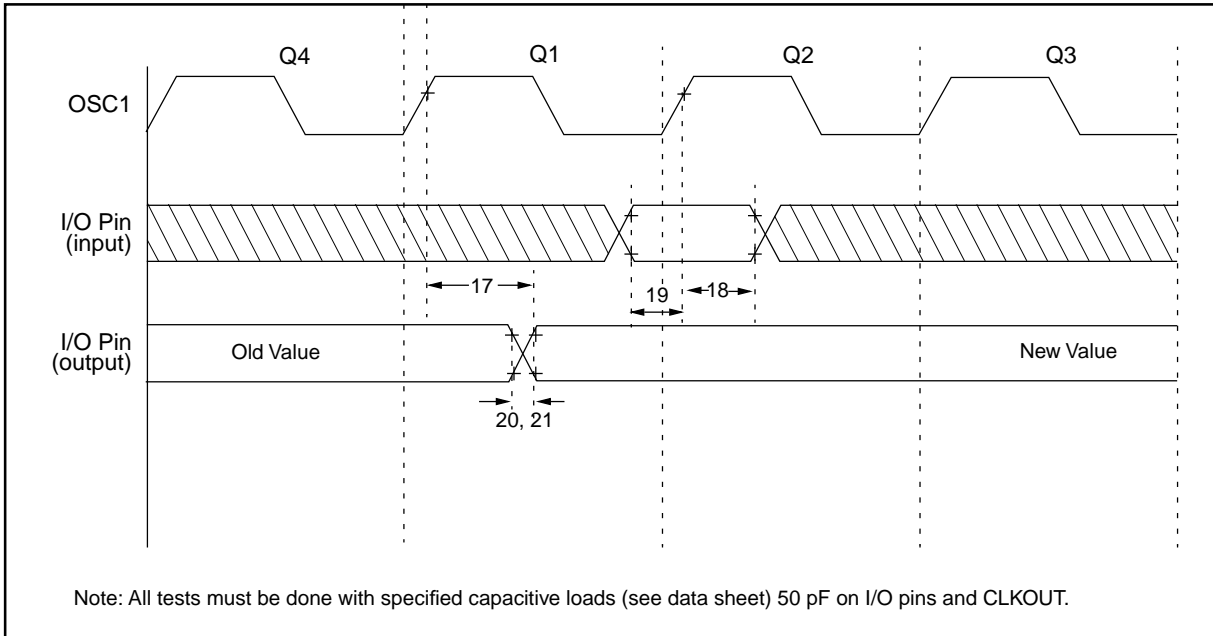 Q4 Q1 Q2 Q3
OSC1
I/O Pin
(input)
17
19
18
I/O Pin
(output)
Old Value
New Value
20, 21
Note: All tests must be done with specified capacitive loads (see data sheet) 50 pF on I/O pins and CLKOUT.